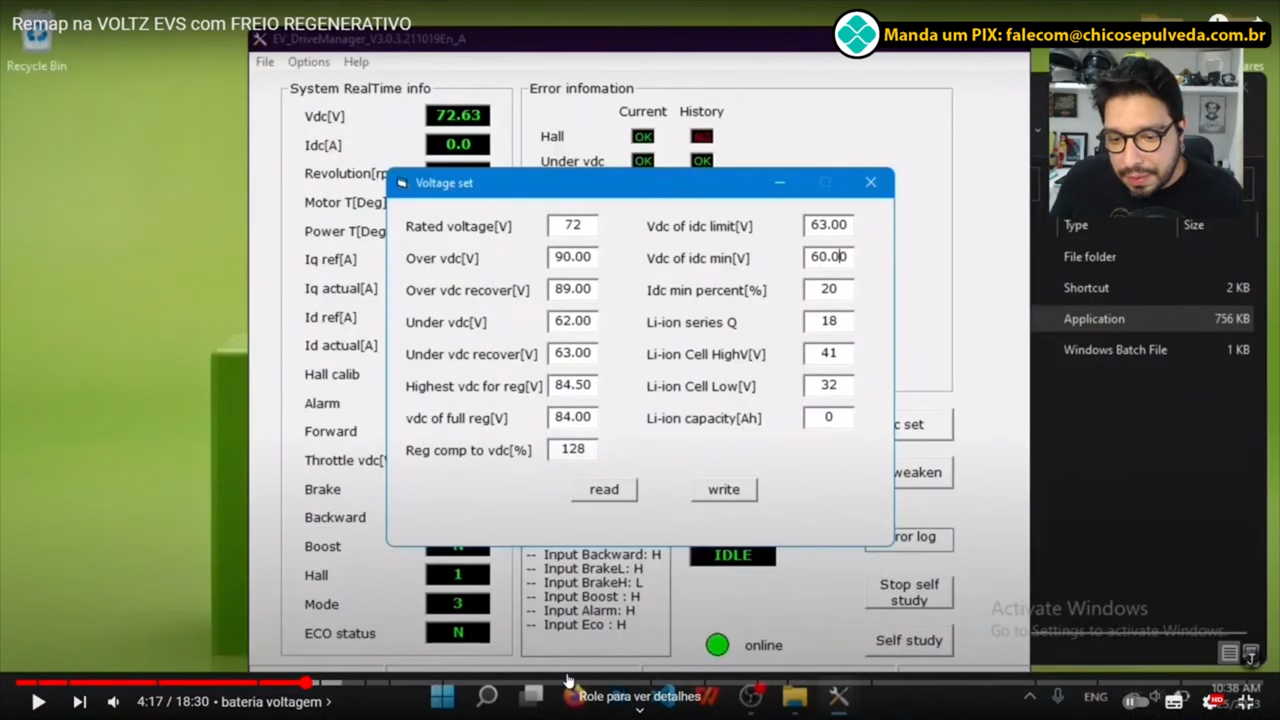 Remap na VOLTZ EVS com FREIO REGENERATIVO
Manda um PIX: falecom@chicosepulveda.com.br
Recycle Bin
EV_DriveManager_V3.0.3.211019En_A
File Options Help
System RealTime info
Vdc[V] 72.63
Idc[A] 0.0
Revolution[rp
Motor T[Deg]
Power T[Deg
Iq ref[A]
Iq actual[A]
Id ref[A]
Id actual[A]
Hall calib
Alarm
Forward
Throttle vdc[V
Brake
Backward
Boost N
Hall 1
Mode 3
ECO status N
Error infomation
Current History
Hall OK NG
Under vdc OK OK
Voltage set
Rated voltage[V] 72
Over vdc[V] 90.00
Over vdc recover[V] 89.00
Under vdc[V] 62.00
Under vdc recover[V] 63.00
Highest vdc for reg[V] 84.50
vdc of full reg[V] 84.00
Reg comp to vdc[%] 128
Vdc of idc limit[V] 63.00
Vdc of idc min[V] 60.00
Idc min percent[%] 20
Li-ion series Q 18
Li-ion Cell HighV[V] 41
Li-ion Cell Low[V] 32
Li-ion capacity[Ah] 0
read write
-- Input Backward: H
-- Input BrakeL: H
-- Input BrakeH: L
-- Input Boost : H
-- Input Alarm: H
-- Input Eco : H
IDLE
online
c set
weaken
ror log
Stop self
study
Self study
Type Size
File folder
Shortcut 2 KB
Application 756 KB
Windows Batch File 1 KB
Activate Windows
Go to Settings to activate Windows.
4:17 / 18:30 • bateria voltagem >
Role para ver detalhes
ENG
10:38 AM
HD